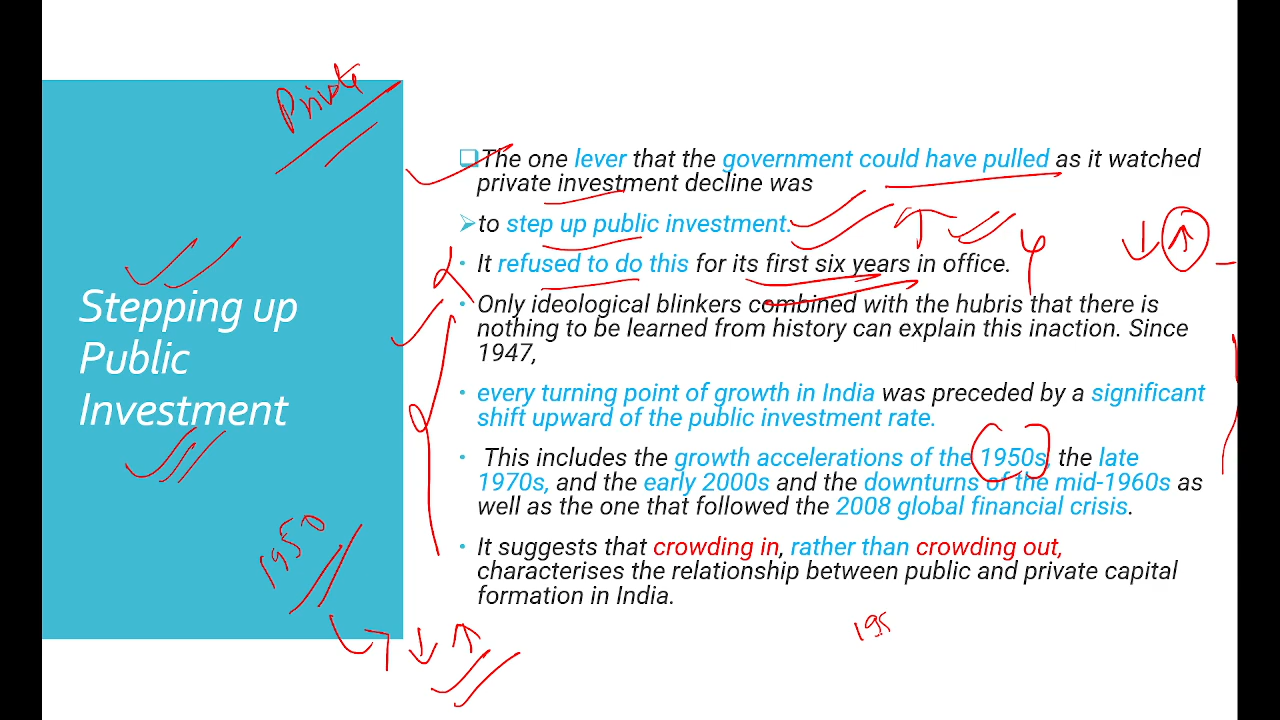 Private
Stepping up
Public
Investment
1950
The one lever that the government could have pulled as it watched
private investment decline was
to step up public investment.
It refused to do this for its first six years in office.
Only ideological blinkers combined with the hubris that there is
nothing to be learned from history can explain this inaction. Since
1947,
every turning point of growth in India was preceded by a significant
shift upward of the public investment rate.
This includes the growth accelerations of the 1950s, the late
1970s, and the early 2000s and the downturns of the mid-1960s as
well as the one that followed the 2008 global financial crisis.
It suggests that crowding in, rather than crowding out,
characterises the relationship between public and private capital
formation in India.
195